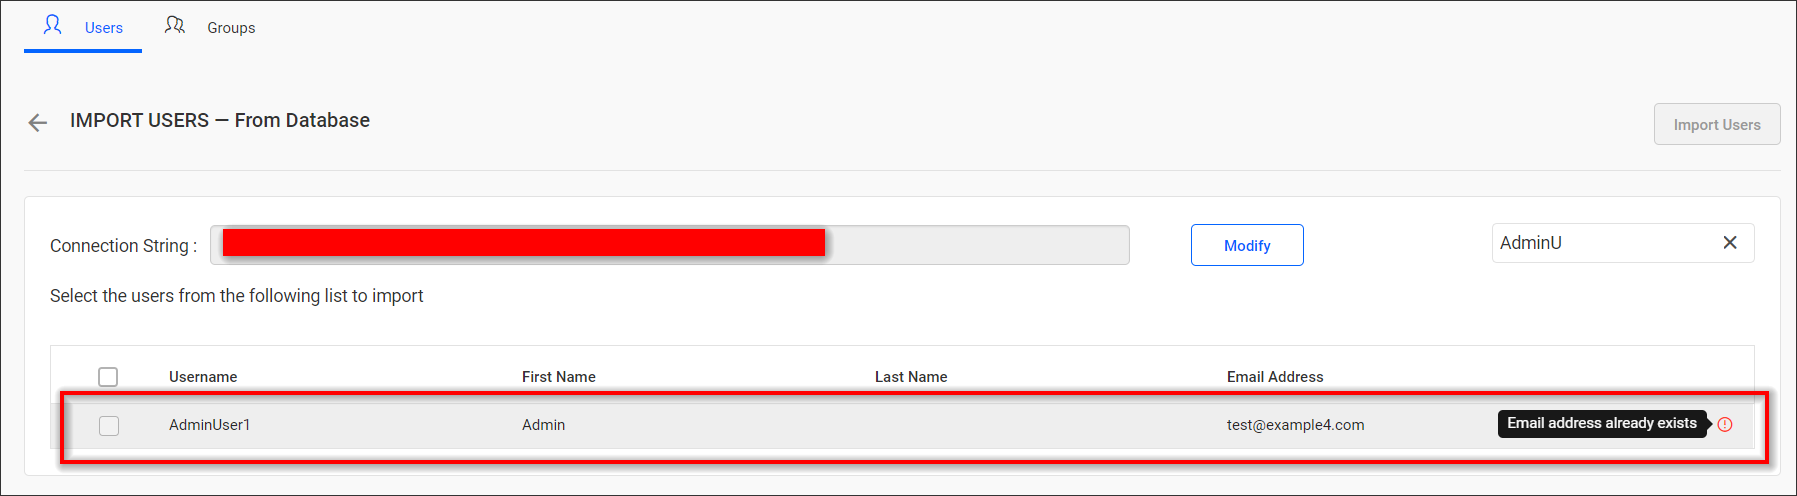 Users Groups
IMPORT USERS — From Database
Import Users
Connection String :
Modify
AdminU
Select the users from the following list to import
Username First Name Last Name Email Address
AdminUser1 Admin test@example4.com Email address already exists